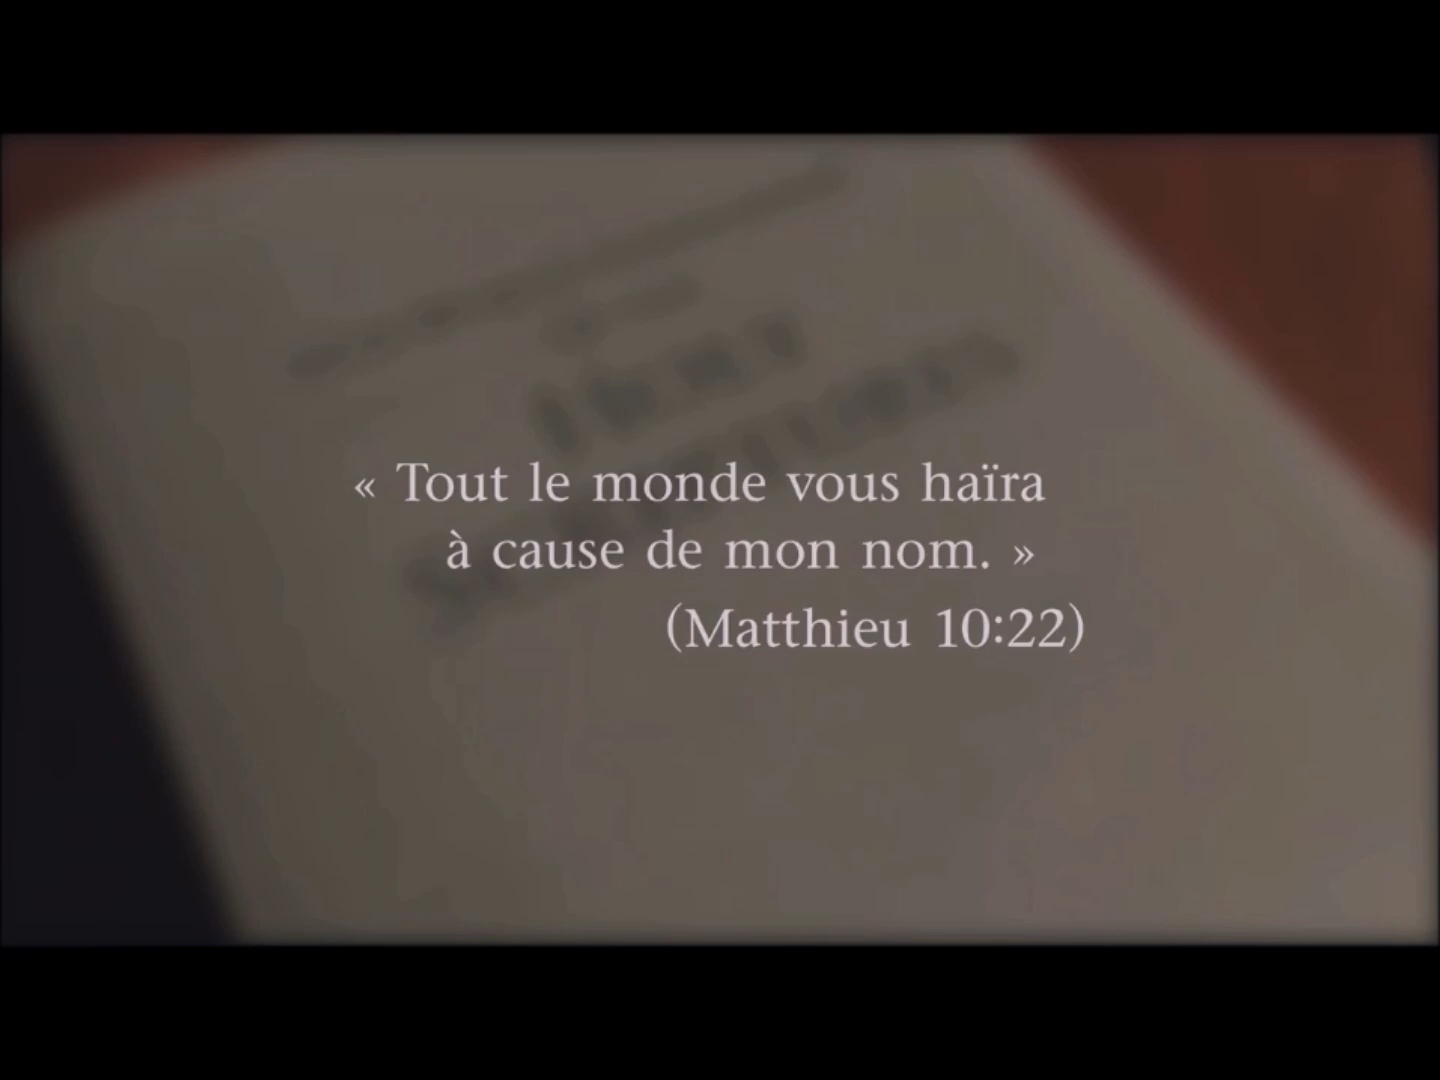 « Tout le monde vous haïra
à cause de mon nom. »
(Matthieu 10:22)